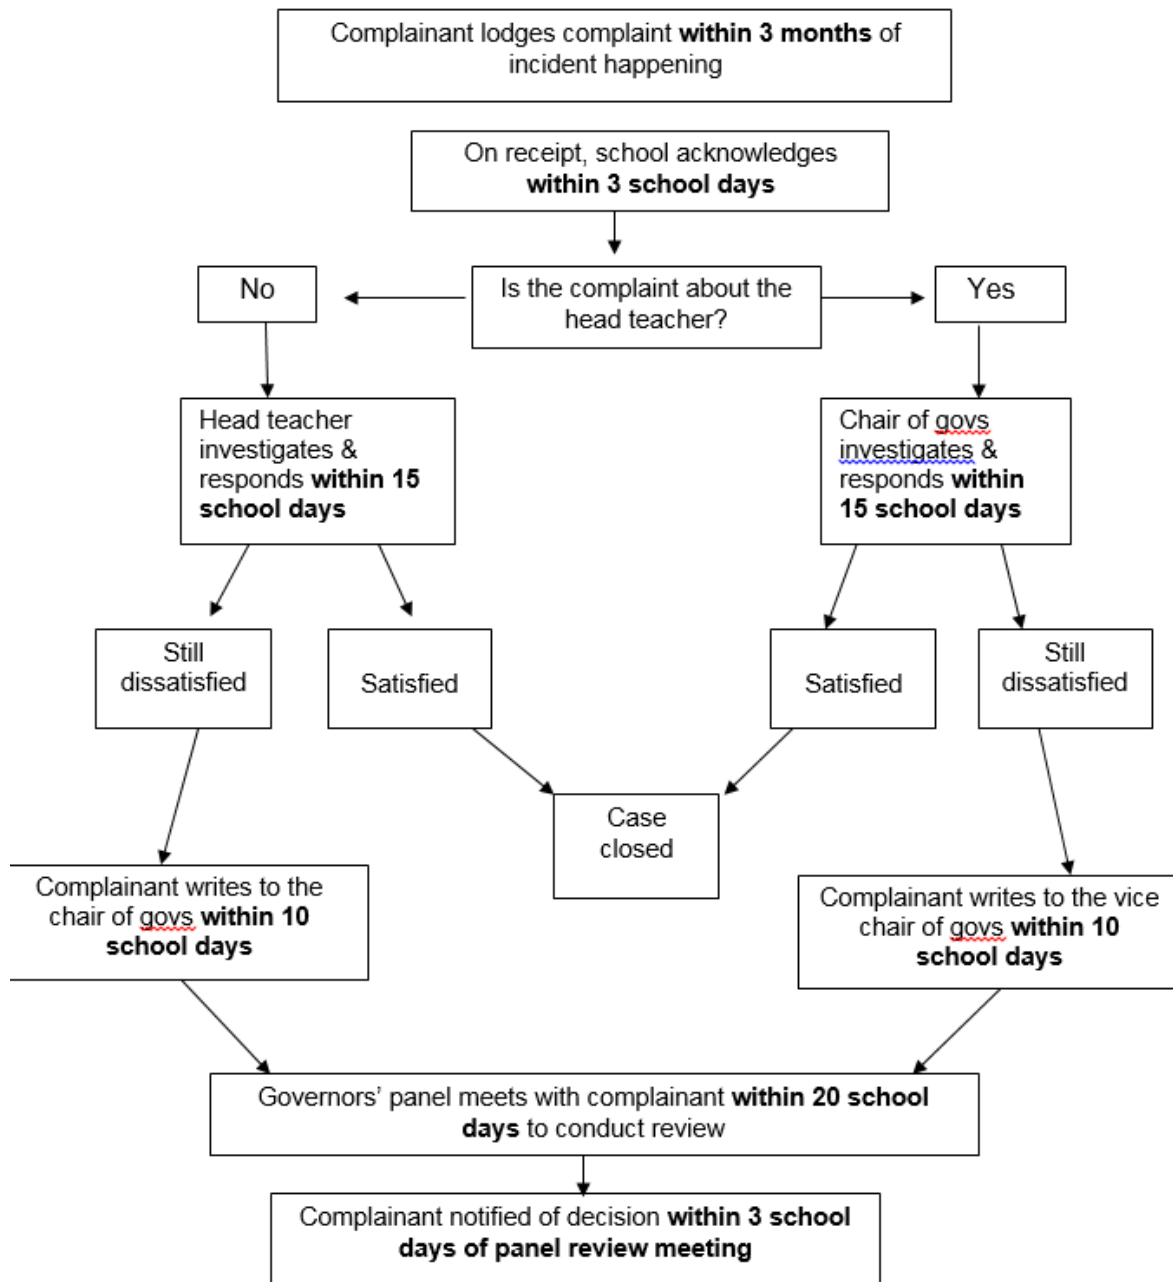 Complainant lodges complaint within 3 months of
incident happening
On receipt, school acknowledges
within 3 school days
No
Is the complaint about the
head teacher?
Yes
Head teacher
investigates &
responds within 15
school days
Chair of govs
investigates &
responds within
15 school days
Still
dissatisfied
Satisfied
Satisfied
Still
dissatisfied
Case
closed
Complainant writes to the
chair of govs within 10
school days
Complainant writes to the vice
chair of govs within 10
school days
Governors’ panel meets with complainant within 20 school
days to conduct review
Complainant notified of decision within 3 school
days of panel review meeting